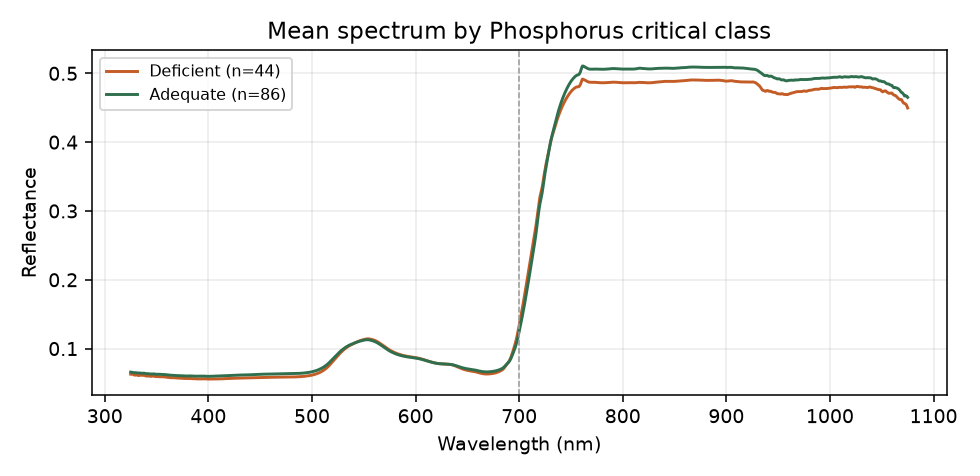 Mean spectrum by Phosphorus critical class
Deficient (n=44)
Adequate (n=86)
Reflectance
0.5
0.4
0.3
0.2
0.1
300 400 500 600 700 800 900 1000 1100
Wavelength (nm)